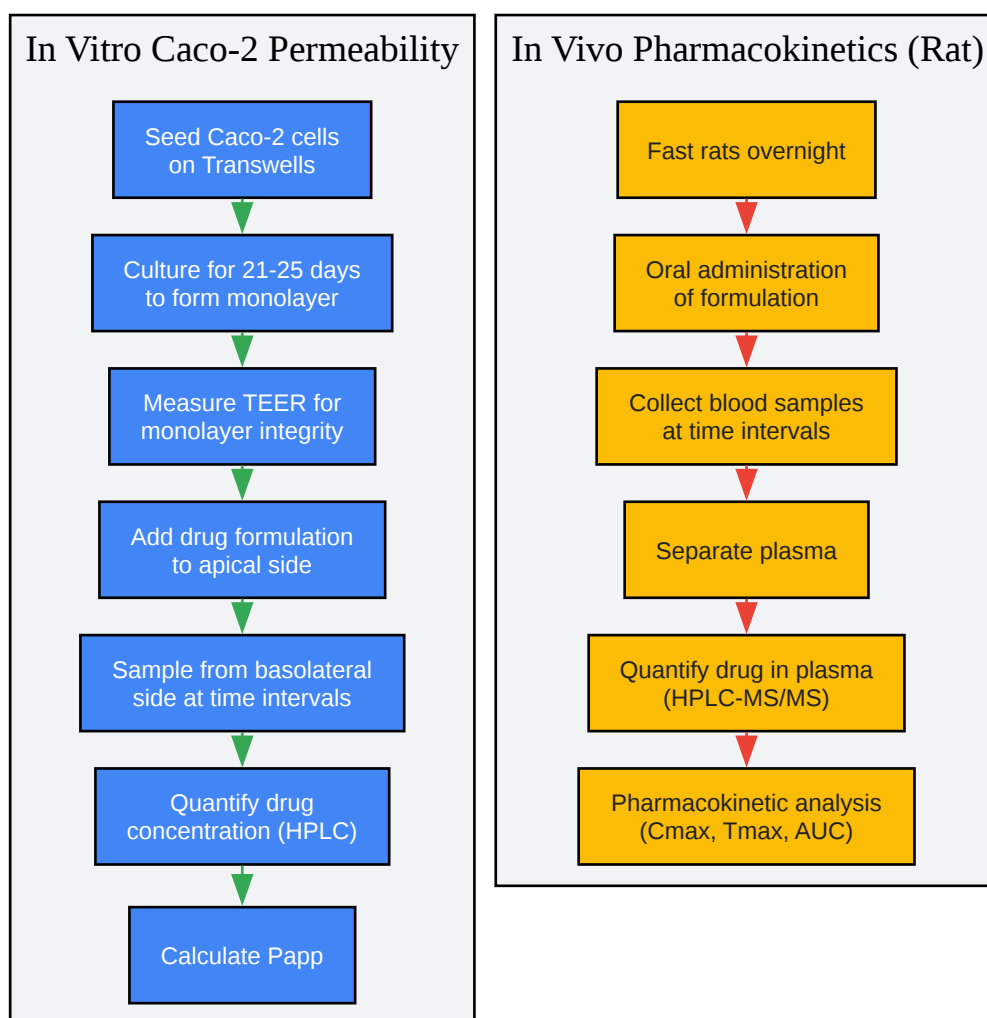 In Vitro Caco-2 Permeability
Seed Caco-2 cells
on Transwells
Culture for 21-25 days
to form monolayer
Measure TEER for
monolayer integrity
Add drug formulation
to apical side
Sample from basolateral
side at time intervals
Quantify drug
concentration (HPLC)
Calculate Papp
In Vivo Pharmacokinetics (Rat)
Fast rats overnight
Oral administration
of formulation
Collect blood samples
at time intervals
Separate plasma
Quantify drug in plasma
(HPLC-MS/MS)
Pharmacokinetic analysis
(Cmax, Tmax, AUC)